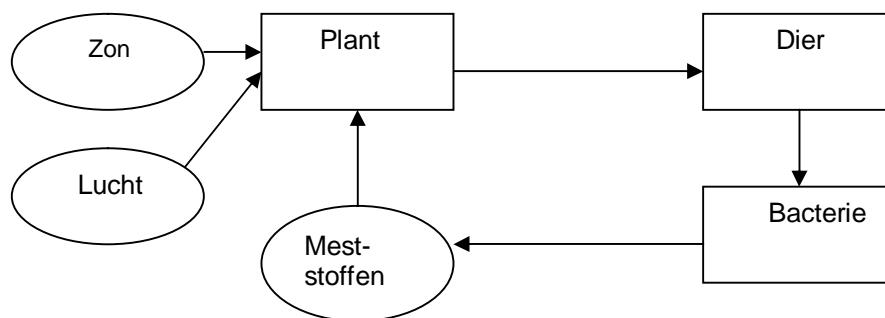 Zon
Plant
Dier
Lucht
Bacterie
Mest-
stoffen